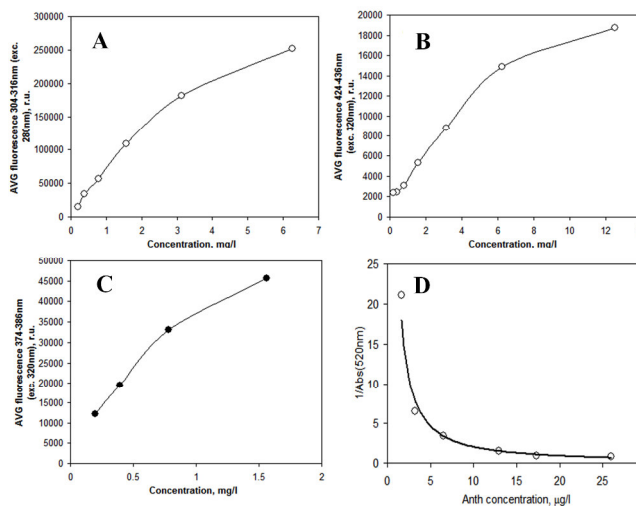 A
AVG fluorescence 304-316nm (exc.
280nm), r.u.
300000
250000
200000
150000
100000
50000
0
0 1 2 3 4 5 6 7
Concentration, mg/l
B
AVG fluorescence 424-436nm
(exc. 320nm), r.u.
20000
18000
16000
14000
12000
10000
8000
6000
4000
2000
0
0 2 4 6 8 10 12
Concentration, mg/l
C
AVG fluorescence 374-386nm
(exc. 320nm), r.u.
50000
45000
40000
35000
30000
25000
20000
15000
10000
5000
0
0 0.5 1 1.5 2
Concentration, mg/l
D
1/Abs(520nm)
25
20
15
10
5
0
0 5 10 15 20 25
Anth concentration, µg/l